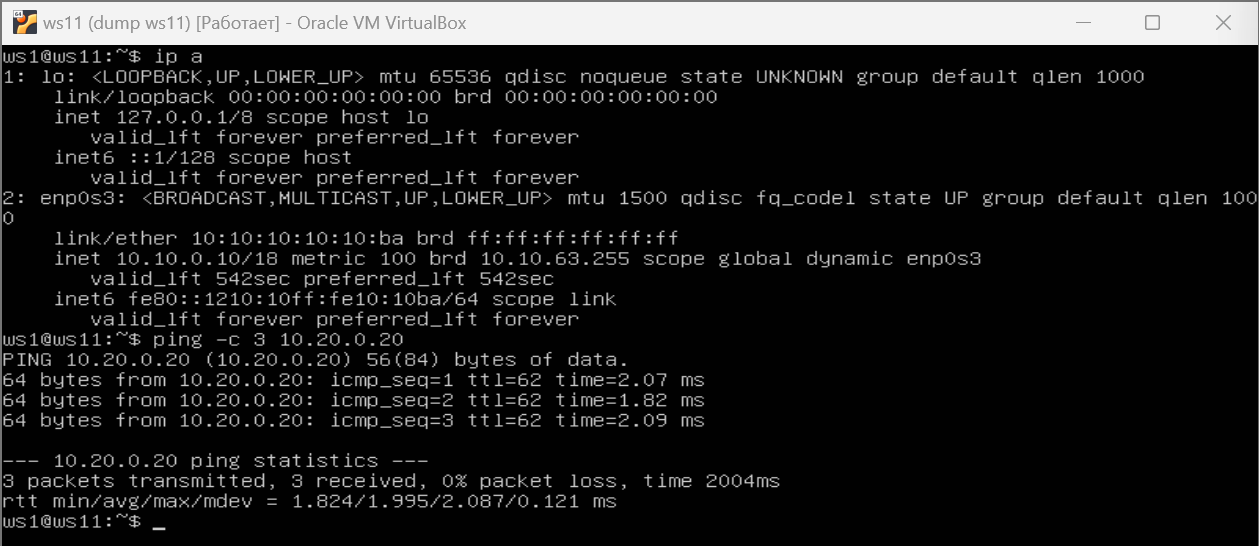 64
ws11 (dump ws11) [Работает] - Oracle VM VirtualBox
ws1@ws11:~$ ip a
1: lo: <LOOPBACK,UP,LOWER_UP> mtu 65536 qdisc noqueue state UNKNOWN group default qlen 1000
    link/loopback 00:00:00:00:00:00 brd 00:00:00:00:00:00
    inet 127.0.0.1/8 scope host lo
       valid_lft forever preferred_lft forever
    inet6 ::1/128 scope host
       valid_lft forever preferred_lft forever
2: enp0s3: <BROADCAST,MULTICAST,UP,LOWER_UP> mtu 1500 qdisc fq_codel state UP group default qlen 100
0
    link/ether 10:10:10:10:10:ba brd ff:ff:ff:ff:ff:ff
    inet 10.10.0.10/18 metric 100 brd 10.10.63.255 scope global dynamic enp0s3
       valid_lft 542sec preferred_lft 542sec
    inet6 fe80::1210:10ff:fe10:10ba/64 scope link
       valid_lft forever preferred_lft forever
ws1@ws11:~$ ping -c 3 10.20.0.20
PING 10.20.0.20 (10.20.0.20) 56(84) bytes of data.
64 bytes from 10.20.0.20: icmp_seq=1 ttl=62 time=2.07 ms
64 bytes from 10.20.0.20: icmp_seq=2 ttl=62 time=1.82 ms
64 bytes from 10.20.0.20: icmp_seq=3 ttl=62 time=2.09 ms

--- 10.20.0.20 ping statistics ---
3 packets transmitted, 3 received, 0% packet loss, time 2004ms
rtt min/avg/max/mdev = 1.824/1.995/2.087/0.121 ms
ws1@ws11:~$ _